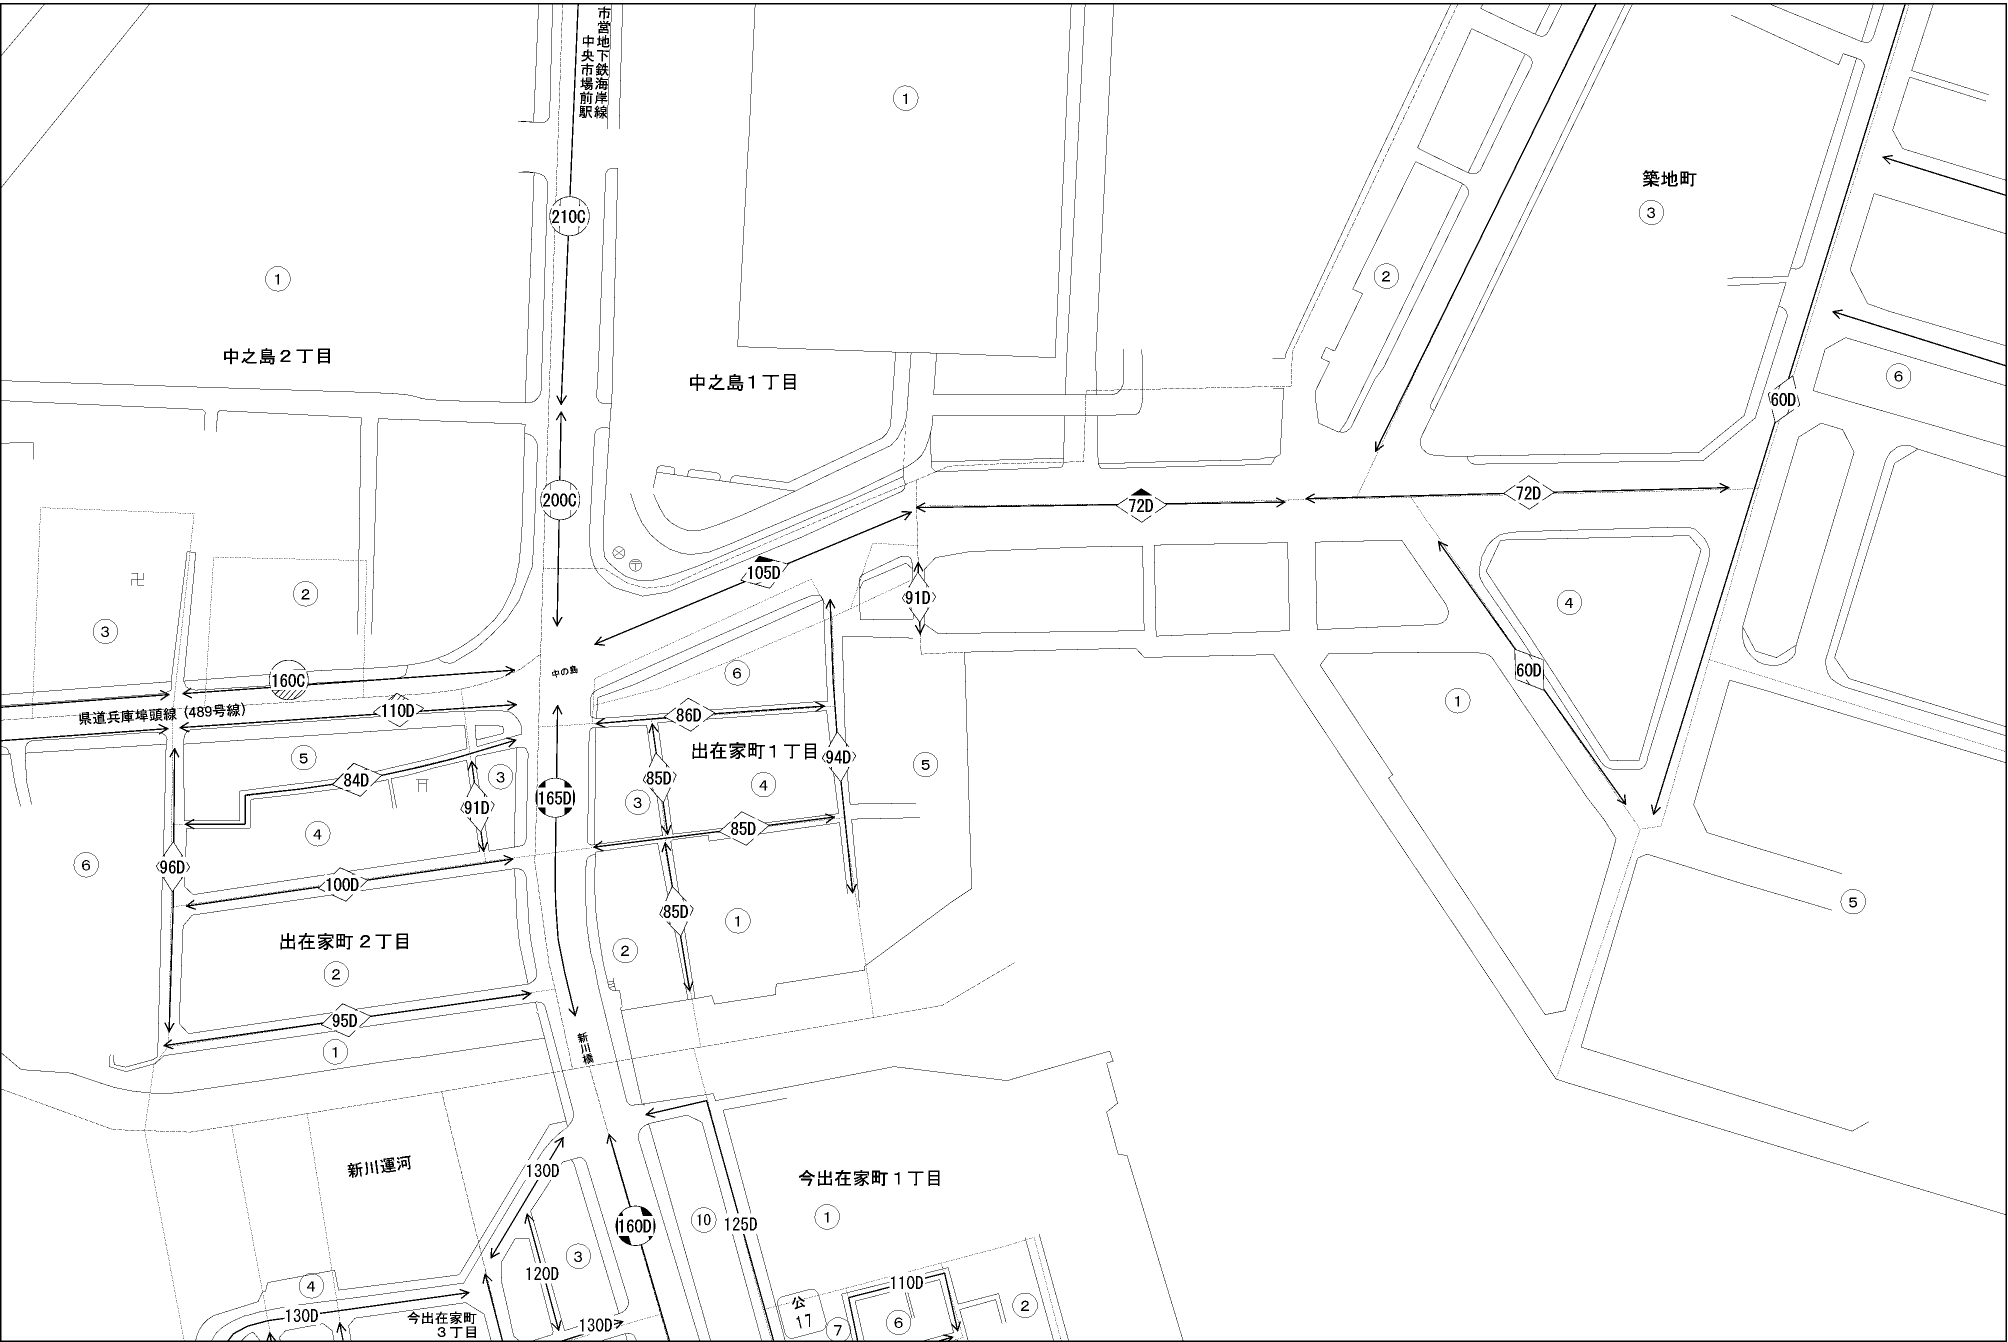 市営地下鉄海岸線
中央市場前駅
1
築地町
3
210C
2
1
中之島２丁目
中之島１丁目
6
60D
200C
72D
72D
105D
2
3
91D
4
160C
中の島
6
60D
県道兵庫埠頭線 (489号線)
110D
86D
1
出在家町１丁目
5
94D
5
84D
3
85D
4
165D
3
91D
4
85D
6
96D
100D
5
85D
1
出在家町２丁目
2
2
95D
新川橋
1
新川運河
130D
今出在家町１丁目
10
125D
1
160D
3
120D
4
110D
130D
今出在家町
３丁目
130D
公
17
7
6
2